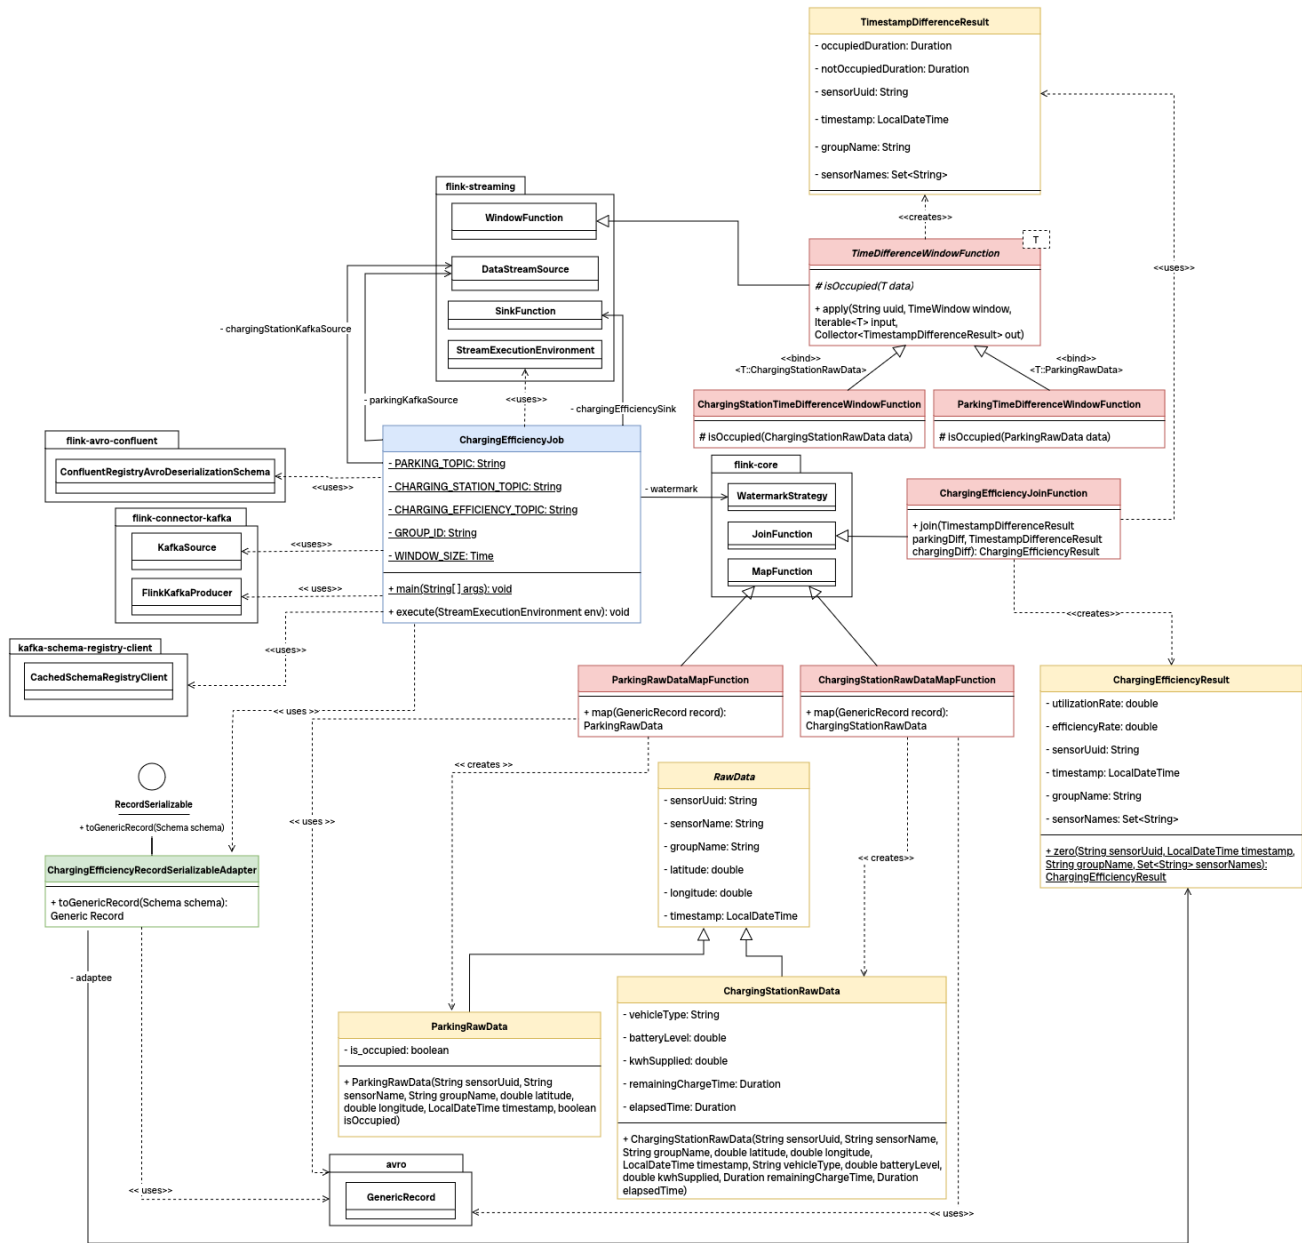 TimestampDifferenceResult
- occupiedDuration: Duration
- notOccupiedDuration: Duration
- sensorUuid: String
- timestamp: LocalDateTime
- groupName: String
- sensorNames: Set<String>
<<creates>>
T
TimeDifferenceWindowFunction
# isOccupied(T data)
+ apply(String uuid, TimeWindow window,
Iterable<T> input,
Collector<TimestampDifferenceResult> out)
<<uses>>
<<bind>>
<T::ChargingStationRawData>
<<bind>>
<T::ParkingRawData>
ChargingStationTimeDifferenceWindowFunction
# isOccupied(ChargingStationRawData data)
ParkingTimeDifferenceWindowFunction
# isOccupied(ParkingRawData data)
flink-streaming
WindowFunction
DataStreamSource
SinkFunction
StreamExecutionEnvironment
- chargingStationKafkaSource
- parkingKafkaSource
<<uses>>
- chargingEfficiencySink
ChargingEfficiencyJob
- PARKING_TOPIC: String
- CHARGING_STATION_TOPIC: String
- CHARGING_EFFICIENCY_TOPIC: String
- GROUP_ID: String
- WINDOW_SIZE: Time
+ main(String[] args): void
+ execute(StreamExecutionEnvironment env): void
flink-avro-confluent
ConfluentRegistryAvroDeserializationSchema
<<uses>>
flink-connector-kafka
KafkaSource
FlinkKafkaProducer
<<uses>>
<< uses>>
kafka-schema-registry-client
CachedSchemaRegistryClient
<<uses>>
- watermark
flink-core
WatermarkStrategy
JoinFunction
MapFunction
ChargingEfficiencyJoinFunction
+ join(TimestampDifferenceResult
parkingDiff, TimestampDifferenceResult
chargingDiff): ChargingEfficiencyResult
<<creates>>
ParkingRawDataMapFunction
+ map(GenericRecord record):
ParkingRawData
ChargingStationRawDataMapFunction
+ map(GenericRecord record):
ChargingStationRawData
ChargingEfficiencyResult
- utilizationRate: double
- efficiencyRate: double
- sensorUuid: String
- timestamp: LocalDateTime
- groupName: String
- sensorNames: Set<String>
+ zero(String sensorUuid, LocalDateTime timestamp,
String groupName, Set<String> sensorNames):
ChargingEfficiencyResult
<< uses >>
<< creates >>
<< uses >>
<< creates>>
RecordSerializable
+ toGenericRecord(Schema schema)
ChargingEfficiencyRecordSerializableAdapter
+ toGenericRecord(Schema schema):
Generic Record
- adaptee
RawData
- sensorUuid: String
- sensorName: String
- groupName: String
- latitude: double
- longitude: double
- timestamp: LocalDateTime
ParkingRawData
- is_occupied: boolean
+ ParkingRawData(String sensorUuid, String
sensorName, String groupName, double latitude,
double longitude, LocalDateTime timestamp, boolean
isOccupied)
ChargingStationRawData
- vehicleType: String
- batteryLevel: double
- kwhSupplied: double
- remainingChargeTime: Duration
- elapsedTime: Duration
+ ChargingStationRawData(String sensorUuid, String sensorName,
String groupName, double latitude, double longitude,
LocalDateTime timestamp, String vehicleType, double batteryLevel,
double kwhSupplied, Duration remainingChargeTime, Duration
elapsedTime)
avro
GenericRecord
<< uses>>
<< uses>>